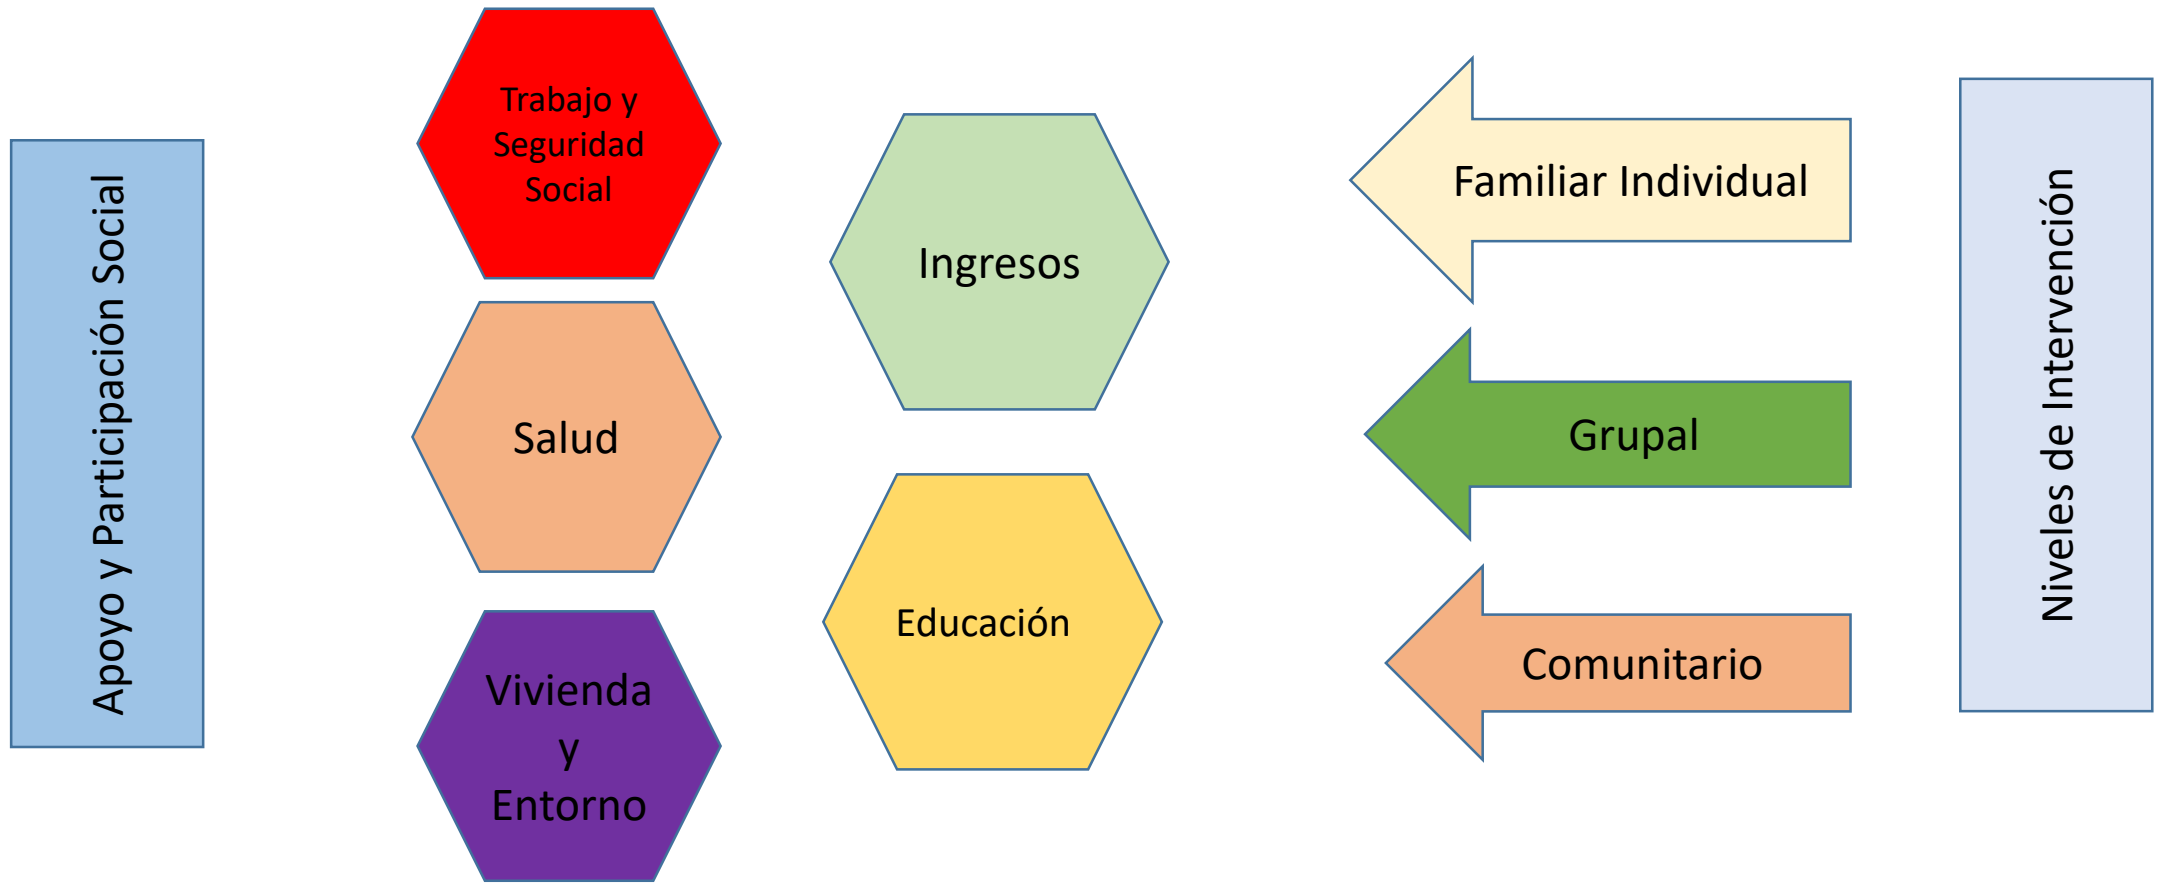 Apoyo y Participación Social
Trabajo y
Seguridad
Social
Salud
Vivienda
y
Entorno
Ingresos
Educación
Familiar Individual
Grupal
Comunitario
Niveles de Intervención